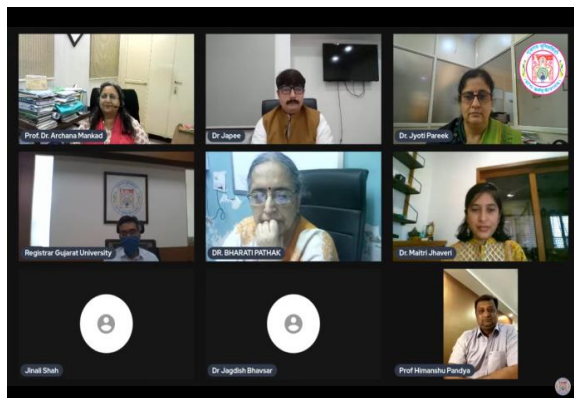 Prof. Dr. Archana Mankad
Dr Japee
Dr. Jyoti Pareek
Registrar Gujarat University
DR. BHARATI PATHAK
Dr. Maitri Jhaveri
Jinali Shah
Dr Jagdish Bhavsar
Prof Himanshu Pandya